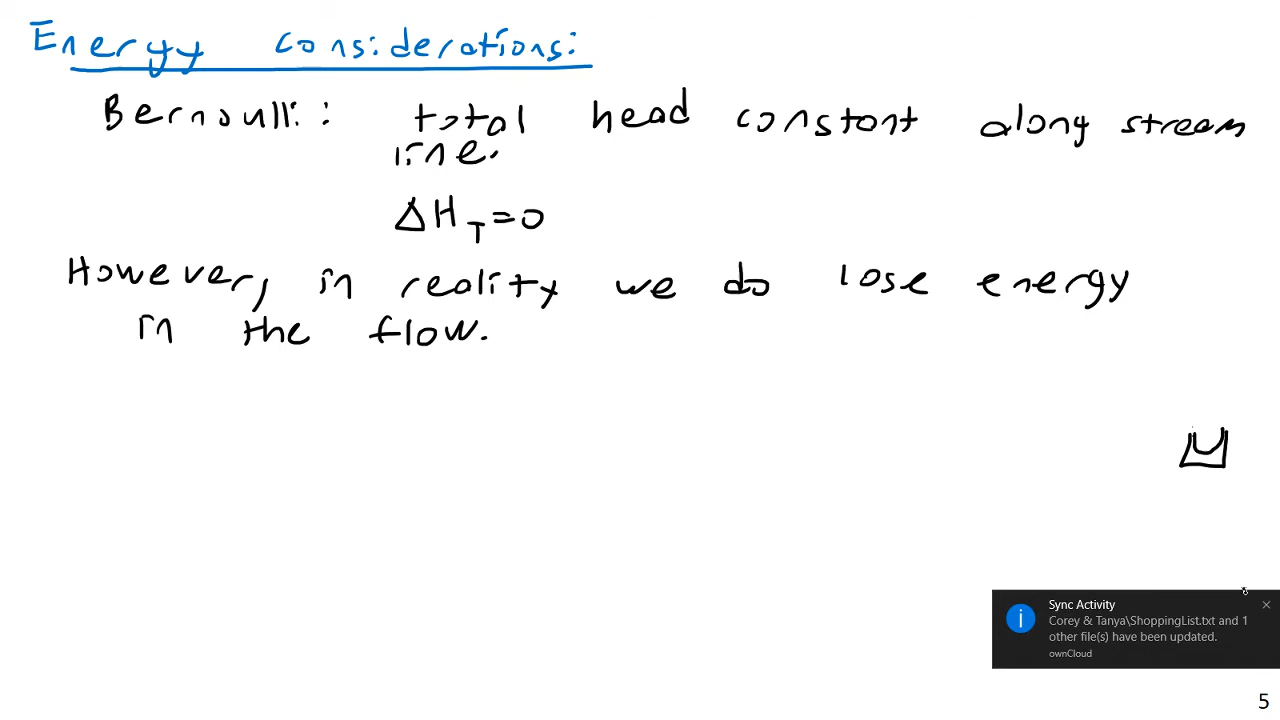 Energy considerations:
Bernoulli: total head constant along stream
line.
ΔH_T=0
However, in reality we do lose energy
in the flow.
Sync Activity
Corey & Tanya\ShoppingList.txt and 1
other file(s) have been updated.
ownCloud
5